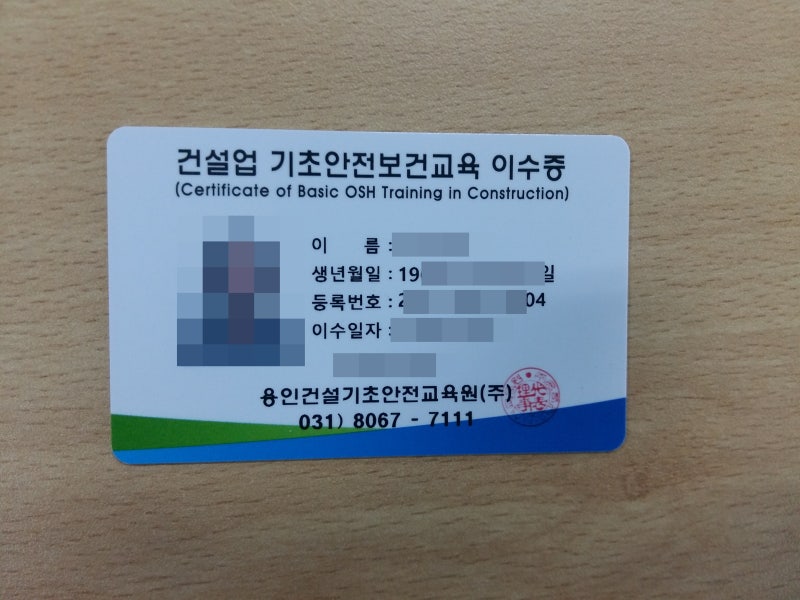 건설업 기초안전보건교육 이수증
(Certificate of Basic OSH Training in Construction)
이 름 :
생년월일 : 19 일
등록번호 : 2 04
이수일자 :
용인건설기초안전교육원(주)
031) 8067 - 7111